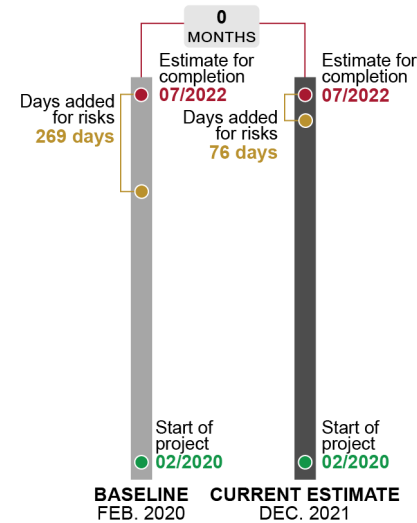 0
MONTHS
Estimate for
completion
07/2022
Days added
for risks
269 days
Start of
project
02/2020
BASELINE
FEB. 2020
Estimate for
completion
07/2022
Days added
for risks
76 days
Start of
project
02/2020
CURRENT ESTIMATE
DEC. 2021